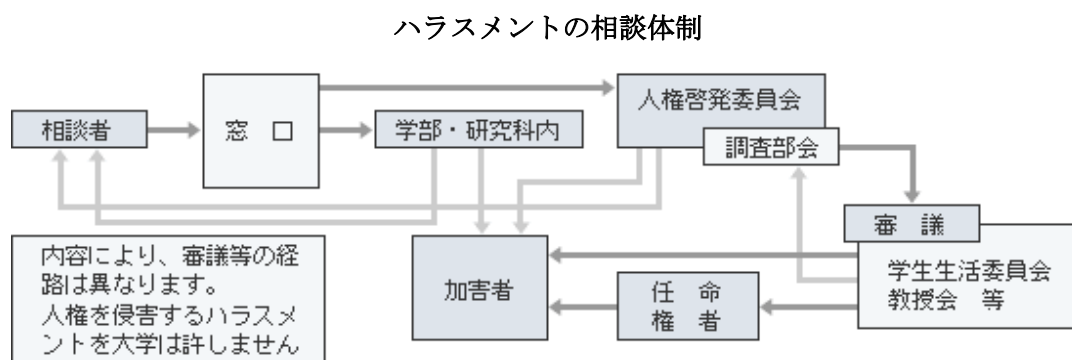 ハラスメントの相談体制
相談者
窓　口
学部・研究科内
人権啓発委員会
調査部会
審　議
学生生活委員会
教授会　等
加害者
任　命
権　者
内容により、審議等の経
路は異なります。
人権を侵害するハラスメ
ントを大学は許しません